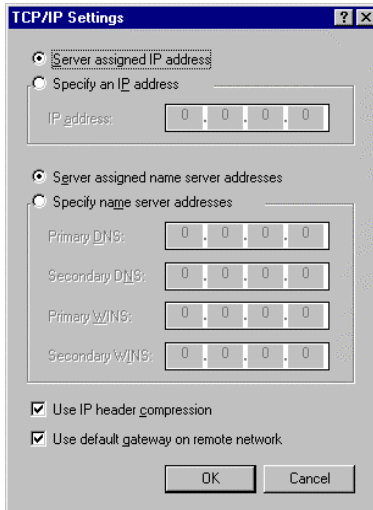 TCP/IP Settings
Server assigned IP address
Specify an IP address
IP address: 0 . 0 . 0 . 0
Server assigned name server addresses
Specify name server addresses
Primary DNS: 0 . 0 . 0 . 0
Secondary DNS: 0 . 0 . 0 . 0
Primary WINS: 0 . 0 . 0 . 0
Secondary WINS: 0 . 0 . 0 . 0
Use IP header compression
Use default gateway on remote network
OK Cancel